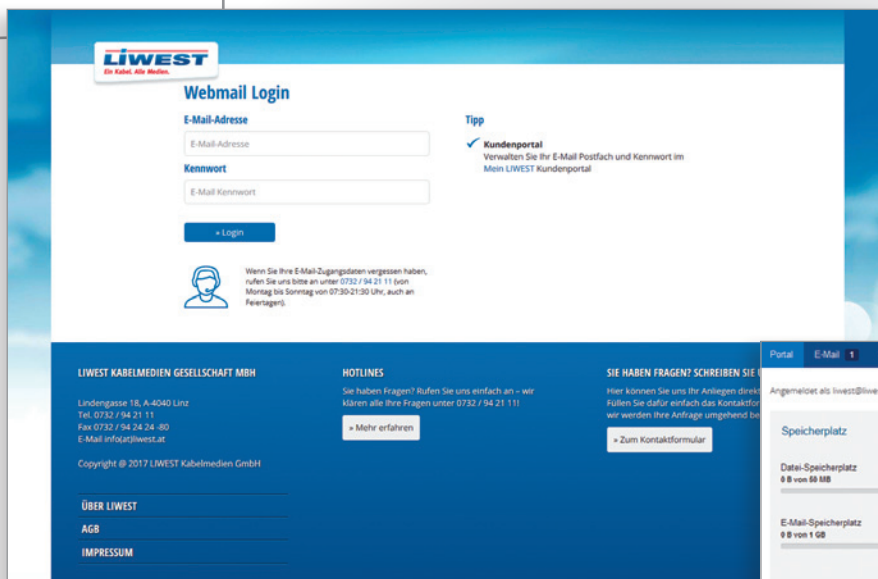 LIWEST
Ein Kabel. Alle Medien.
Webmail Login
E-Mail-Adresse
E-Mail-Adresse
Kennwort
E-Mail Kennwort
» Login
Wenn Sie Ihre E-Mail-Zugangsdaten vergessen haben,
rufen Sie uns bitte an unter 0732 / 94 21 11 (von
Montag bis Sonntag von 07:30-21:30 Uhr, auch an
Feiertagen).
Tipp
Kundenportal
Verwalten Sie Ihr E-Mail Postfach und Kennwort im
Mein LIWEST Kundenportal
LIWEST KABELMEDIEN GESELLSCHAFT MBH
Lindengasse 18, A-4040 Linz
Tel. 0732 / 94 21 11
Fax 0732 / 94 24 24 -80
E-Mail info(at)liwest.at
Copyright @ 2017 LIWEST Kabelmedien GmbH
ÜBER LIWEST
AGB
IMPRESSUM
HOTLINES
Sie haben Fragen? Rufen Sie uns einfach an – wir
klären alle Ihre Fragen unter 0732 / 94 21 11!
» Mehr erfahren
SIE HABEN FRAGEN? SCHREIBEN SIE
Hier können Sie uns Ihr Anliegen direkt
Füllen Sie dafür einfach das Kontaktfor
wir werden Ihre Anfrage umgehend be
» Zum Kontaktformular
Portal E-Mail 1
Angemeldet als liwest@liwe
Speicherplatz
Datei-Speicherplatz
0 B von 50 MB
E-Mail-Speicherplatz
0 B von 1 GB